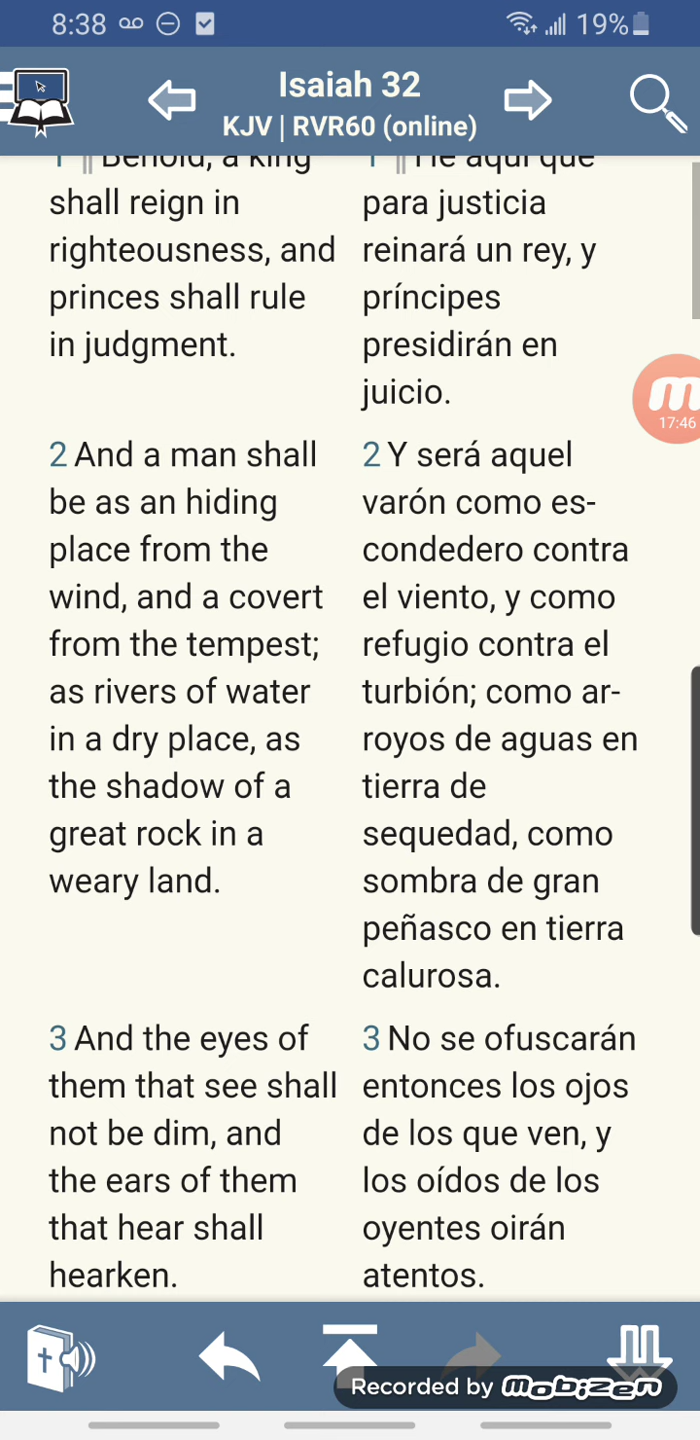 8:38 19%
Isaiah 32
KJV | RVR60 (online)
1 Behold, a king
shall reign in
righteousness, and
princes shall rule
in judgment.
2 And a man shall
be as an hiding
place from the
wind, and a covert
from the tempest;
as rivers of water
in a dry place, as
the shadow of a
great rock in a
weary land.
3 And the eyes of
them that see shall
not be dim, and
the ears of them
that hear shall
hearken.
1 He aquí que
para justicia
reinará un rey, y
príncipes
presidirán en
juicio.
2 Y será aquel
varón como es-
condedero contra
el viento, y como
refugio contra el
turbión; como ar-
royos de aguas en
tierra de
sequedad, como
sombra de gran
peñasco en tierra
calurosa.
3 No se ofuscarán
entonces los ojos
de los que ven, y
los oídos de los
oyentes oirán
atentos.
m
17:46
Recorded by Mobizen